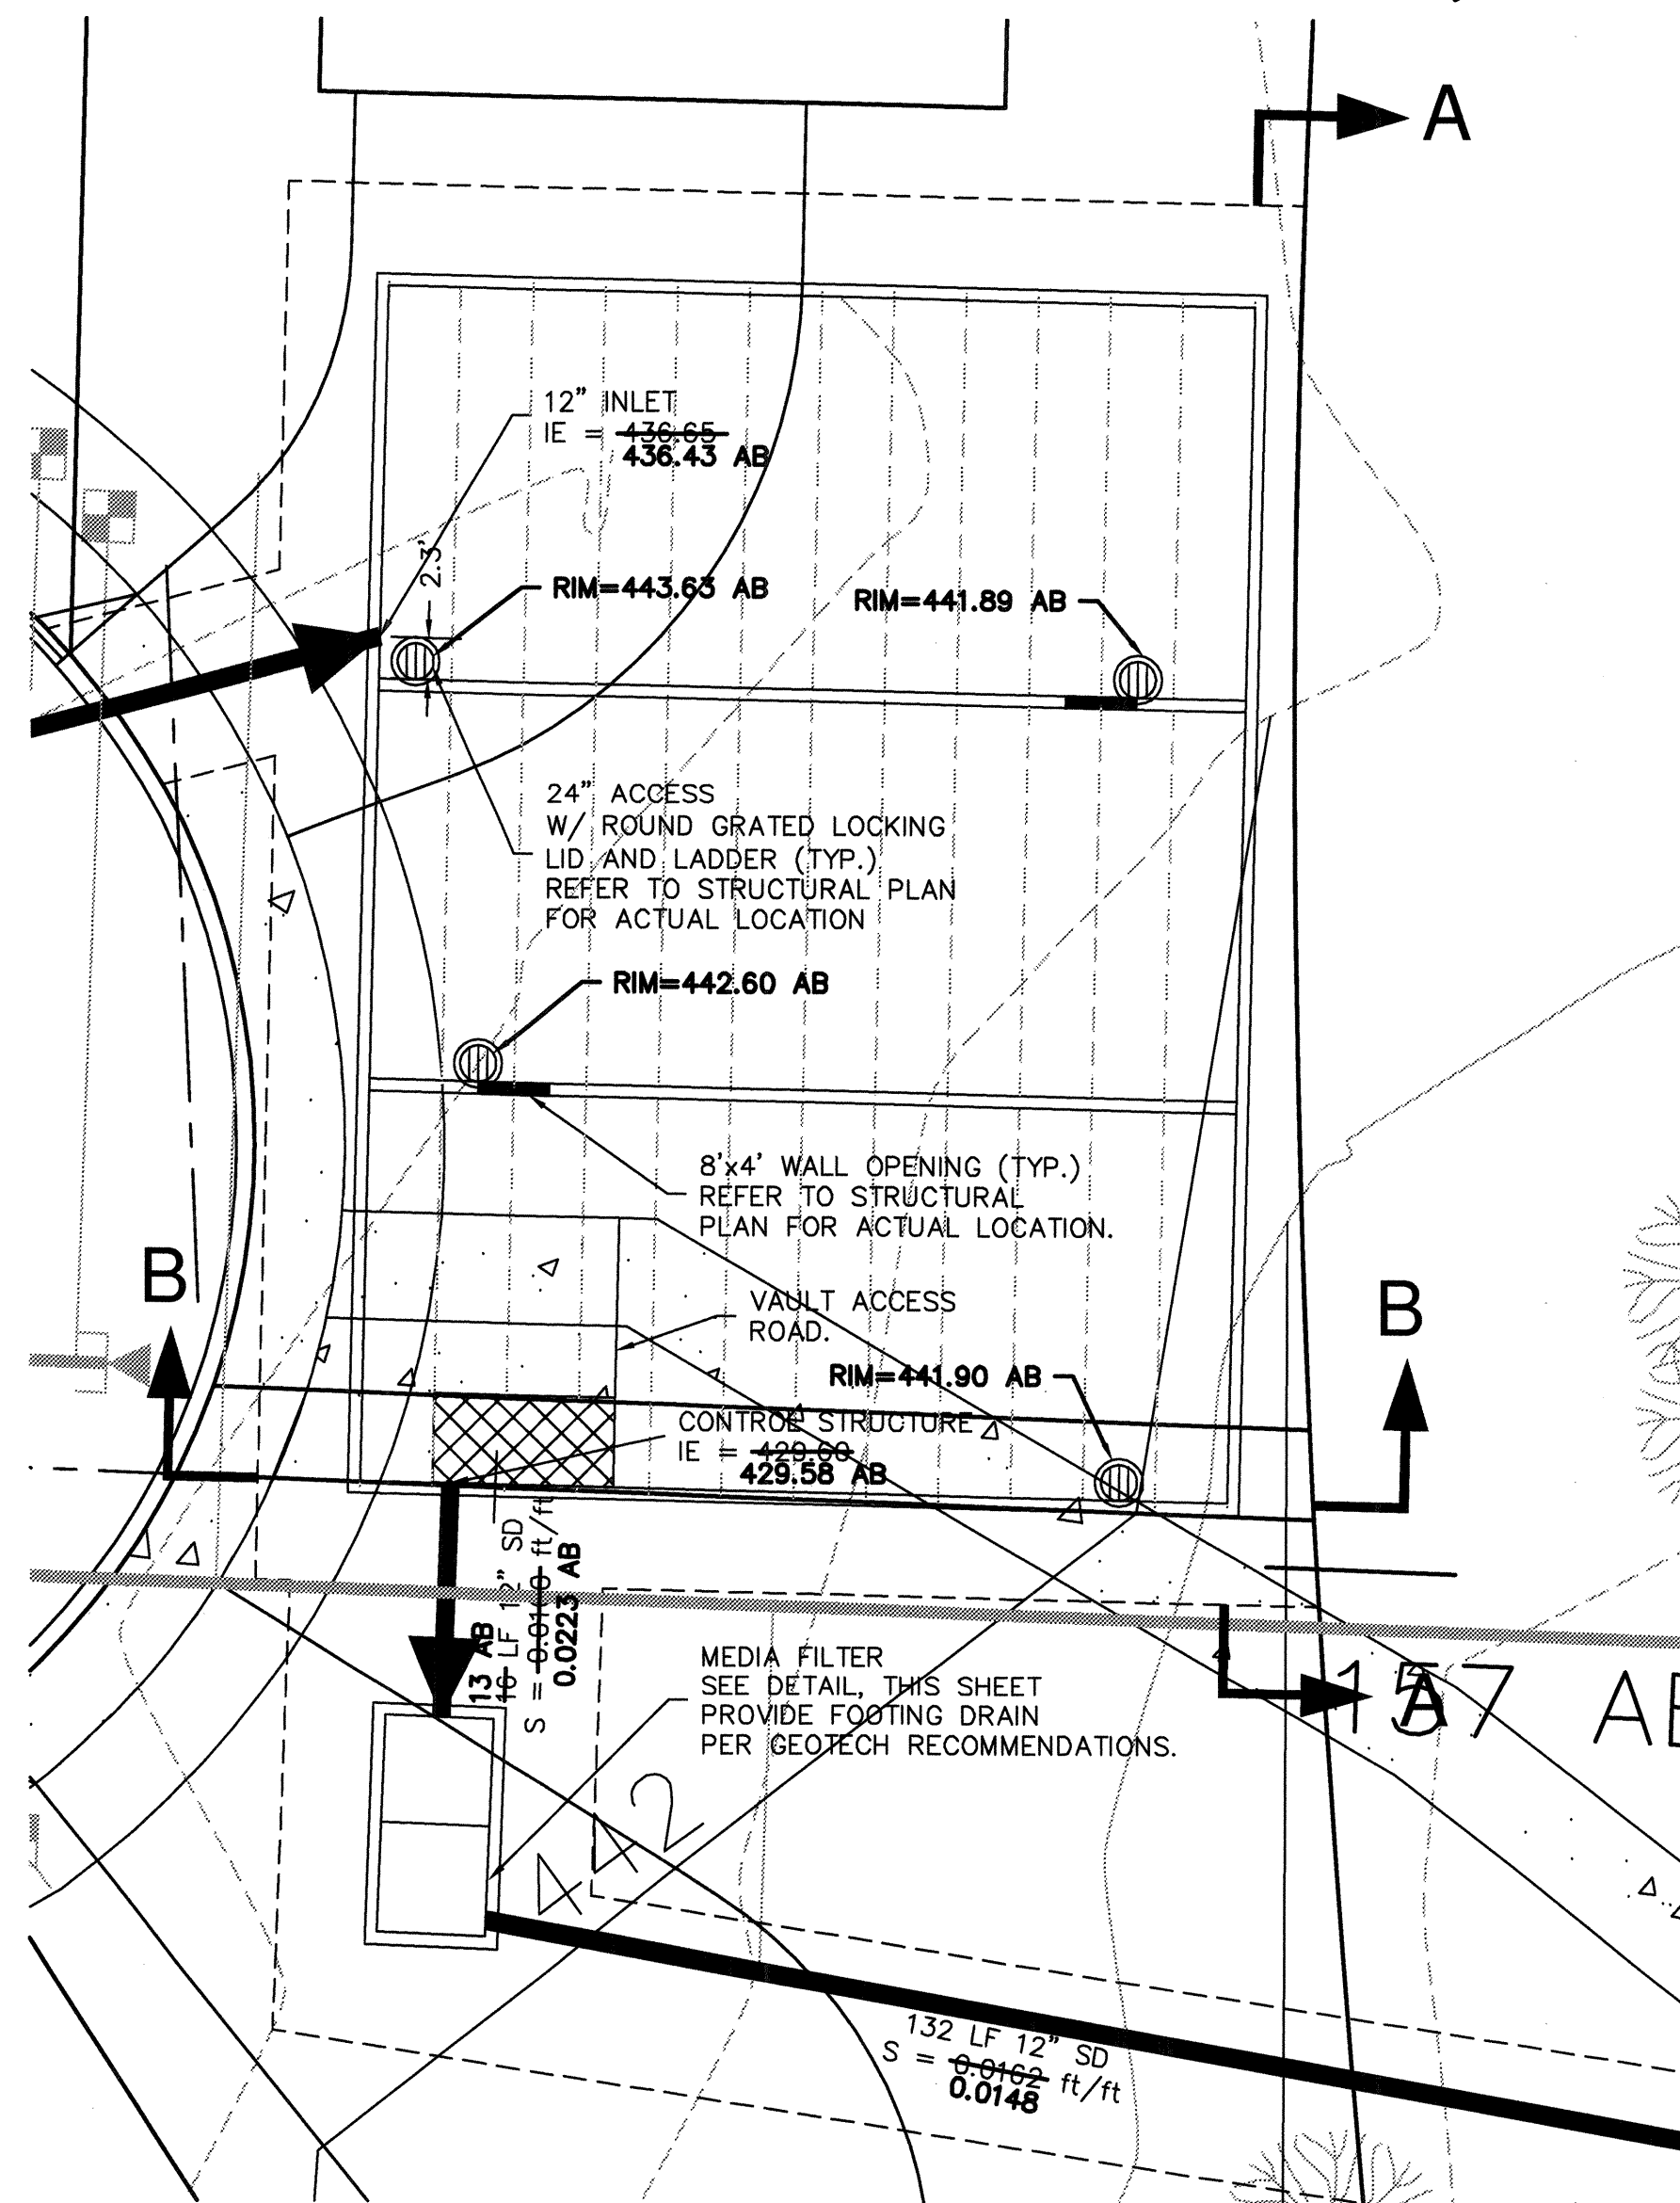 A
12" INLET
IE = 436.65
436.43 AB
2.3'
RIM=443.63 AB
RIM=441.89 AB
24" ACCESS
W/ ROUND GRATED LOCKING
LID AND LADDER (TYP.)
REFER TO STRUCTURAL PLAN
FOR ACTUAL LOCATION
RIM=442.60 AB
8'x4' WALL OPENING (TYP.)
REFER TO STRUCTURAL
PLAN FOR ACTUAL LOCATION.
B
B
VAULT ACCESS
ROAD.
RIM=441.90 AB
CONTROL STRUCTURE
IE = 429.60
429.58 AB
13 AB
16 LF 12" SD
S = ft/ft
0.0223 AB
MEDIA FILTER
SEE DETAIL, THIS SHEET
PROVIDE FOOTING DRAIN
PER GEOTECH RECOMMENDATIONS.
A
157 AB
442
132 LF 12" SD
S = 0.0162 ft/ft
0.0148